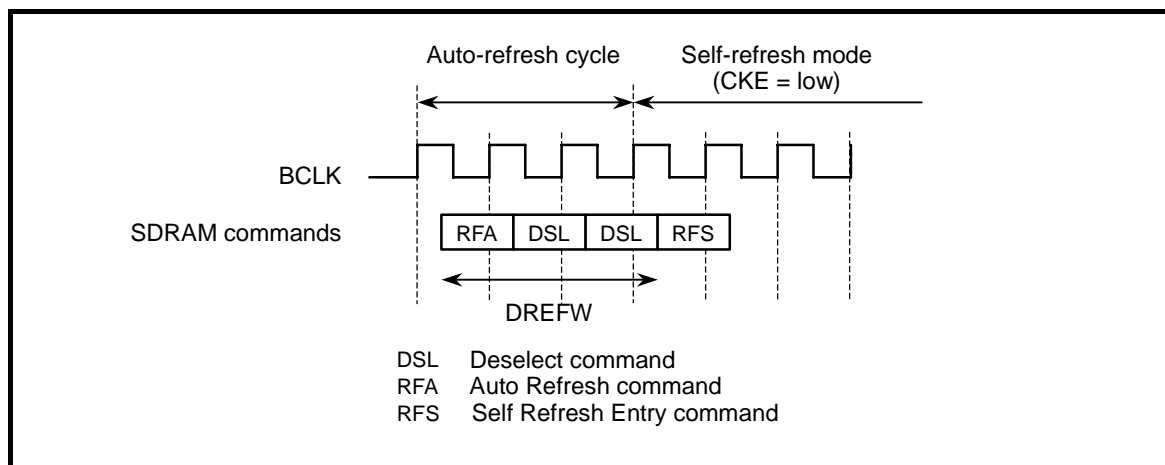 Auto-refresh cycle
Self-refresh mode
(CKE = low)
BCLK
SDRAM commands
RFA DSL DSL RFS
DREFW
DSL Deselect command
RFA Auto Refresh command
RFS Self Refresh Entry command